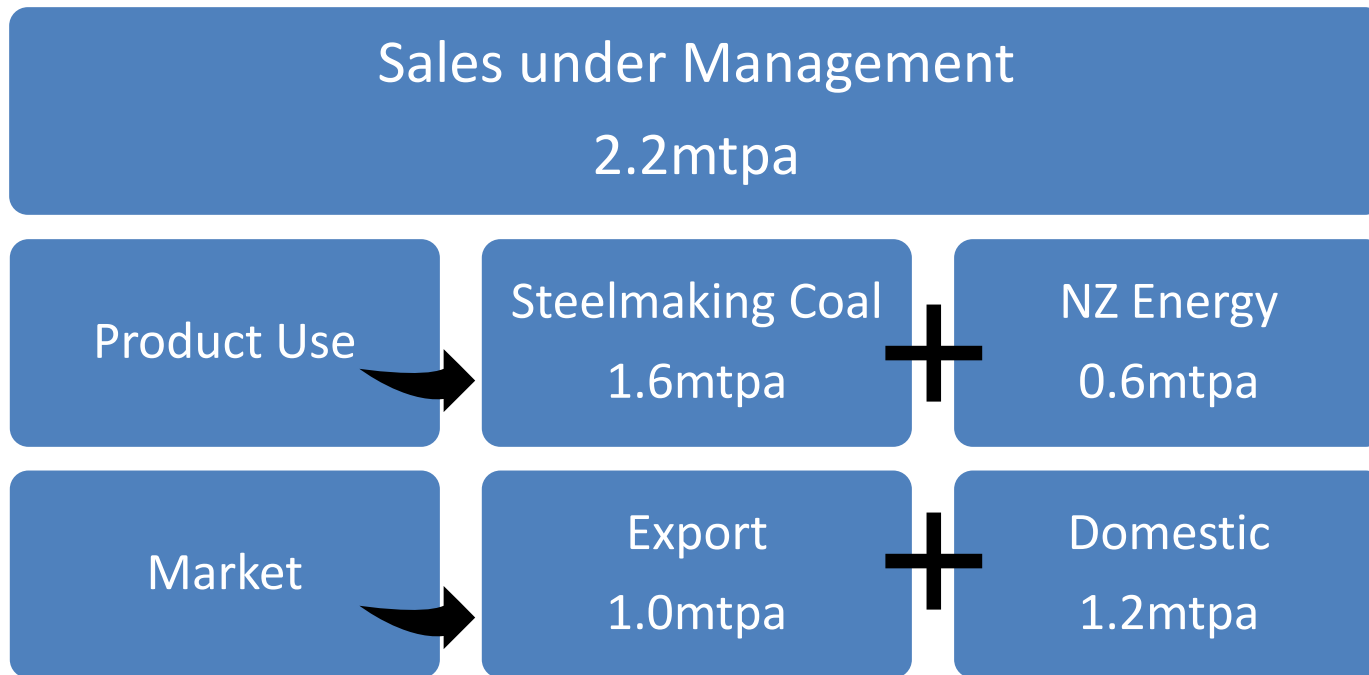 Sales under Management
2.2mtpa
Product Use
Steelmaking Coal
1.6mtpa
NZ Energy
0.6mtpa
Market
Export
1.0mtpa
Domestic
1.2mtpa